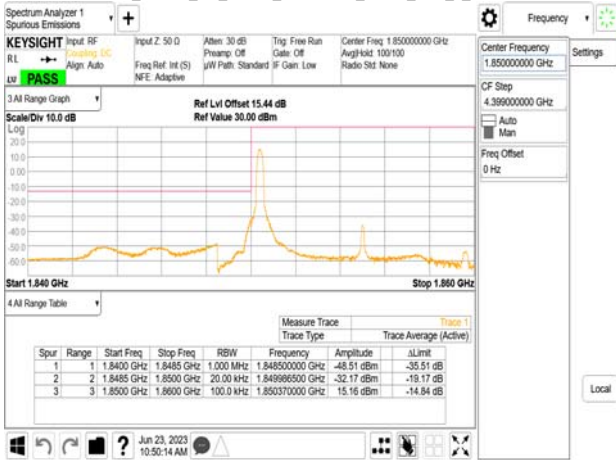 Spectrum Analyzer 1
Spurious Emissions
Frequency
KEYSIGHT Input: RF Input Z: 50 Ω Atten: 30 dB Trig: Free Run Center Freq: 1.850000000 GHz
RL Coupling: DC Preamp: Off Gate: Off Avg|Hold: 100/100
Align: Auto Freq Ref: Int (S) µW Path: Standard IF Gain: Low Radio Std: None
LVI PASS NFE: Adaptive
Center Frequency
1.850000000 GHz
Settings
CF Step
4.399000000 GHz
Auto
Man
Freq Offset
0 Hz
3 All Range Graph
Ref Lvl Offset 15.44 dB
Scale/Div 10.0 dB Ref Value 30.00 dBm
Log
20.0
10.0
0.00
-10.0
-20.0
-30.0
-40.0
-50.0
-60.0
Start 1.840 GHz Stop 1.860 GHz
4 All Range Table
Measure Trace Trace 1
Trace Type Trace Average (Active)
Spur Range Start Freq Stop Freq RBW Frequency Amplitude ΔLimit
1 1 1.8400 GHz 1.8485 GHz 1.000 MHz 1.848500000 GHz -48.51 dBm -35.51 dB
2 2 1.8485 GHz 1.8500 GHz 20.00 kHz 1.849986500 GHz -32.17 dBm -19.17 dB
3 3 1.8500 GHz 1.8600 GHz 100.0 kHz 1.850370000 GHz 15.16 dBm -14.84 dB
Local
Jun 23, 2023
10:50:14 AM